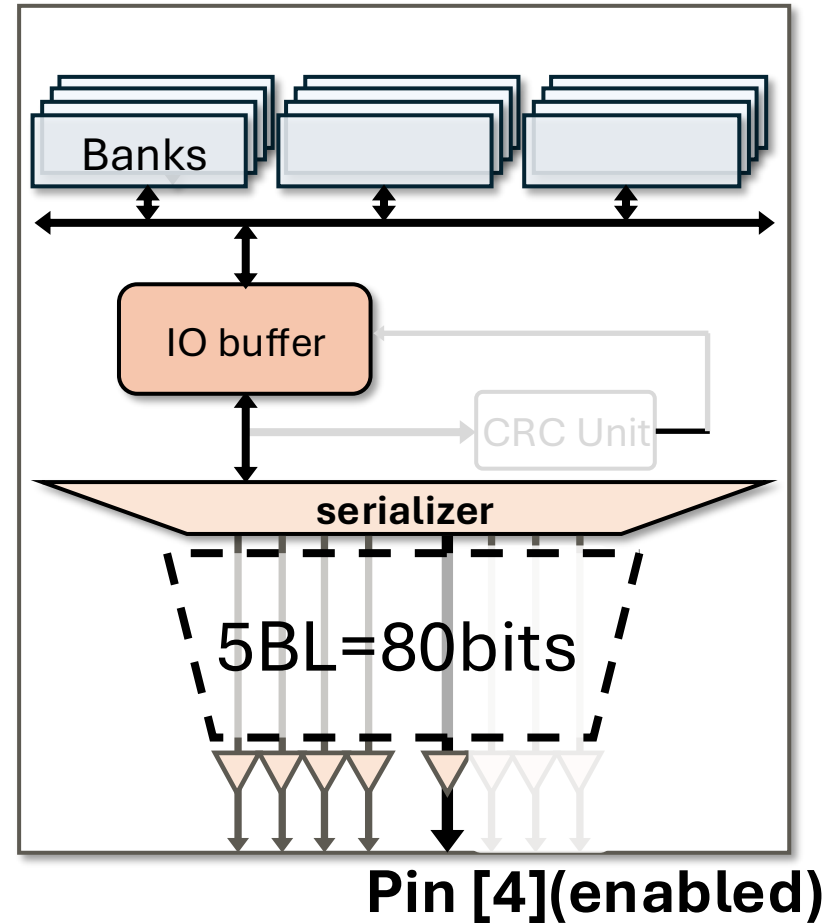 Banks
IO buffer
CRC Unit
serializer
5BL=80bits
Pin [4](enabled)